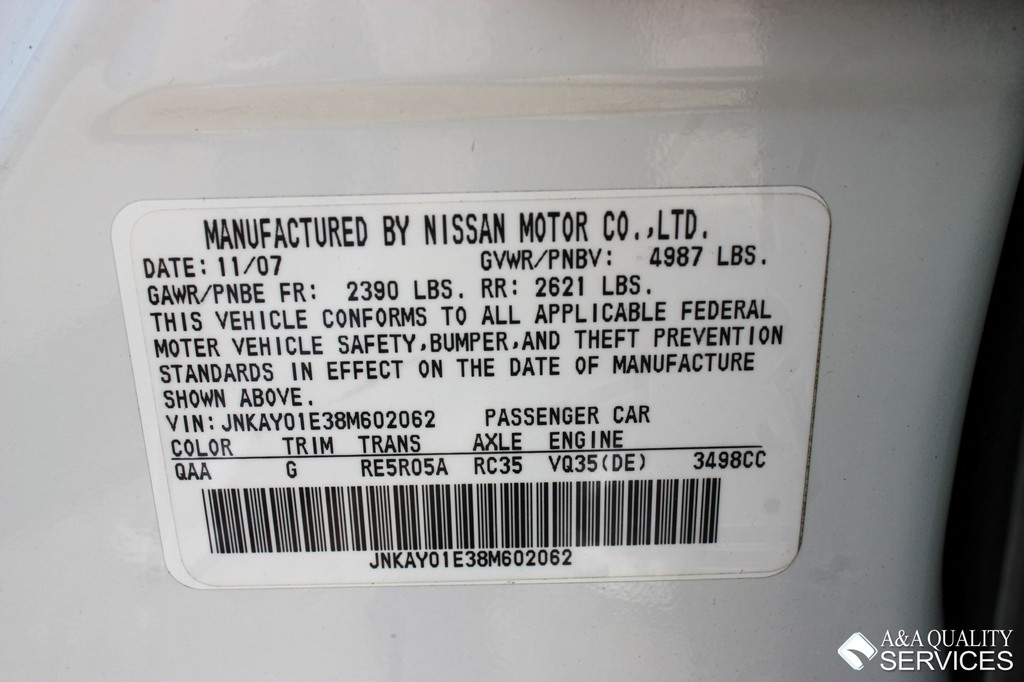 MANUFACTURED BY NISSAN MOTOR CO.,LTD.
DATE: 11/07 GVWR/PNBV: 4987 LBS.
GAWR/PNBE FR: 2390 LBS. RR: 2621 LBS.
THIS VEHICLE CONFORMS TO ALL APPLICABLE FEDERAL
MOTER VEHICLE SAFETY,BUMPER,AND THEFT PREVENTION
STANDARDS IN EFFECT ON THE DATE OF MANUFACTURE
SHOWN ABOVE.
VIN: JNKAY01E38M602062 PASSENGER CAR
COLOR TRIM TRANS AXLE ENGINE
QAA G RE5R05A RC35 VQ35(DE) 3498CC
JNKAY01E38M602062
A&A QUALITY
SERVICES